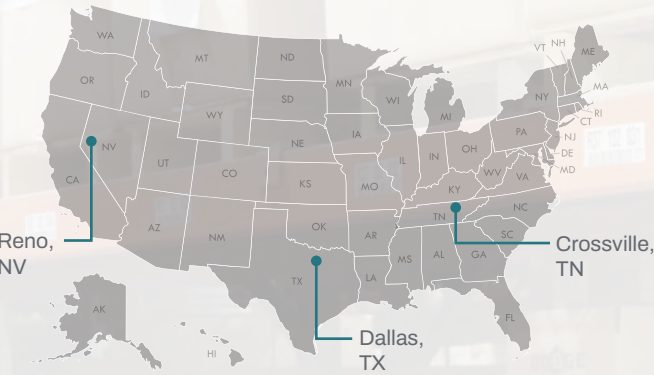 WA
MT
ND
MN
VT
NH
ME
OR
ID
WY
SD
WI
MI
NY
MA
RI
CT
NV
UT
CO
NE
IA
IL
IN
OH
PA
NJ
DE
MD
CA
KS
MO
KY
WV
VA
AZ
NM
OK
AR
TN
NC
SC
TX
LA
MS
AL
GA
FL
AK
HI
Reno,
NV
Dallas,
TX
Crossville,
TN